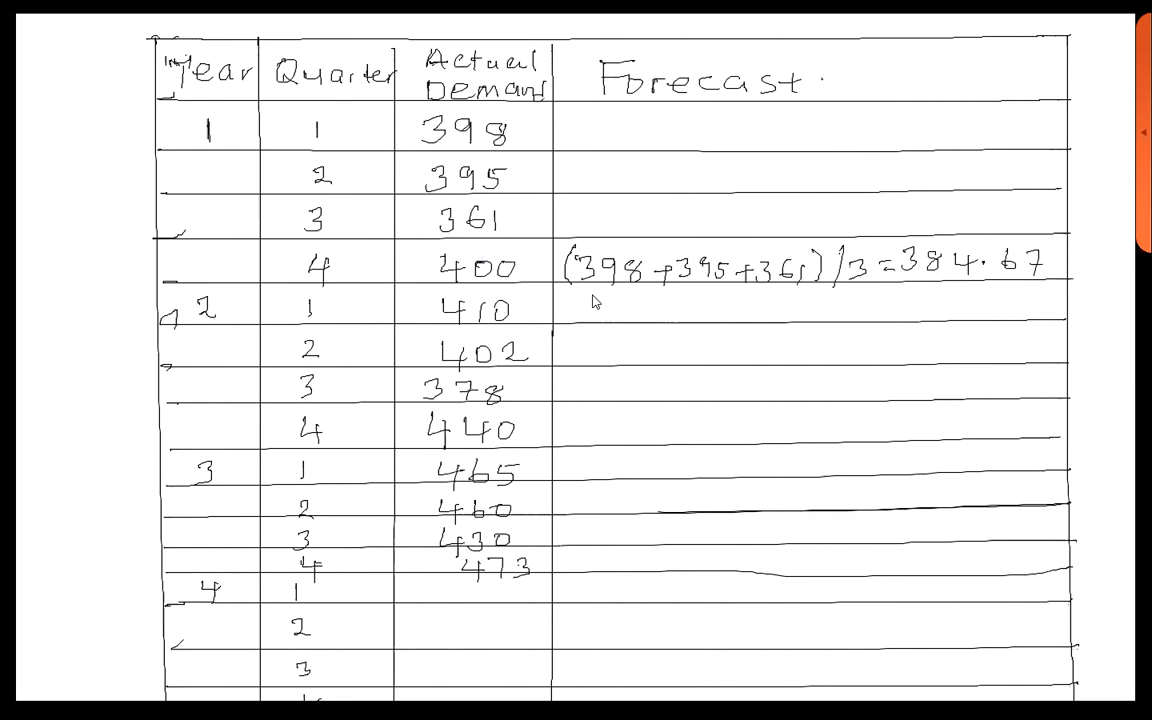 Year Quarter Actual Demand Forecast.
1 1 398
2 395
3 361
4 400 (398+395+361)/3=384.67
2 1 410
2 402
3 378
4 440
3 1 465
2 460
3 430
4 473
4 1
2
3